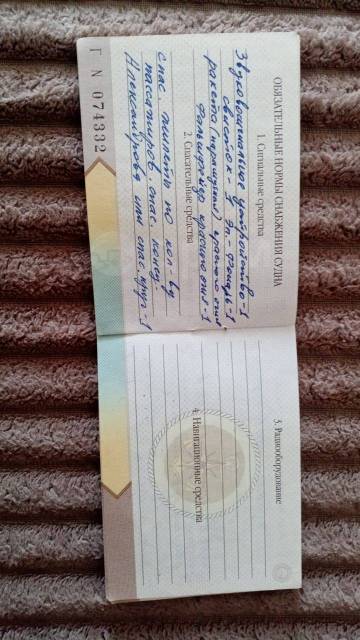 Г N 074332
ОБЯЗАТЕЛЬНЫЕ НОРМЫ СНАБЖЕНИЯ СУДНА
1. Сигнальные средства
Звуковосигнальное устройство-1
свисток-1 Эл.-фонарь-1
ракета (парашутная) красного огня
фальшфейер красного огня-1
2. Спасательные средства
спас. жилеты по кол-ву
пассажиров, спас. конец
Александрова или спас. круг-1
3. Радиооборудование
4. Навигационные средства